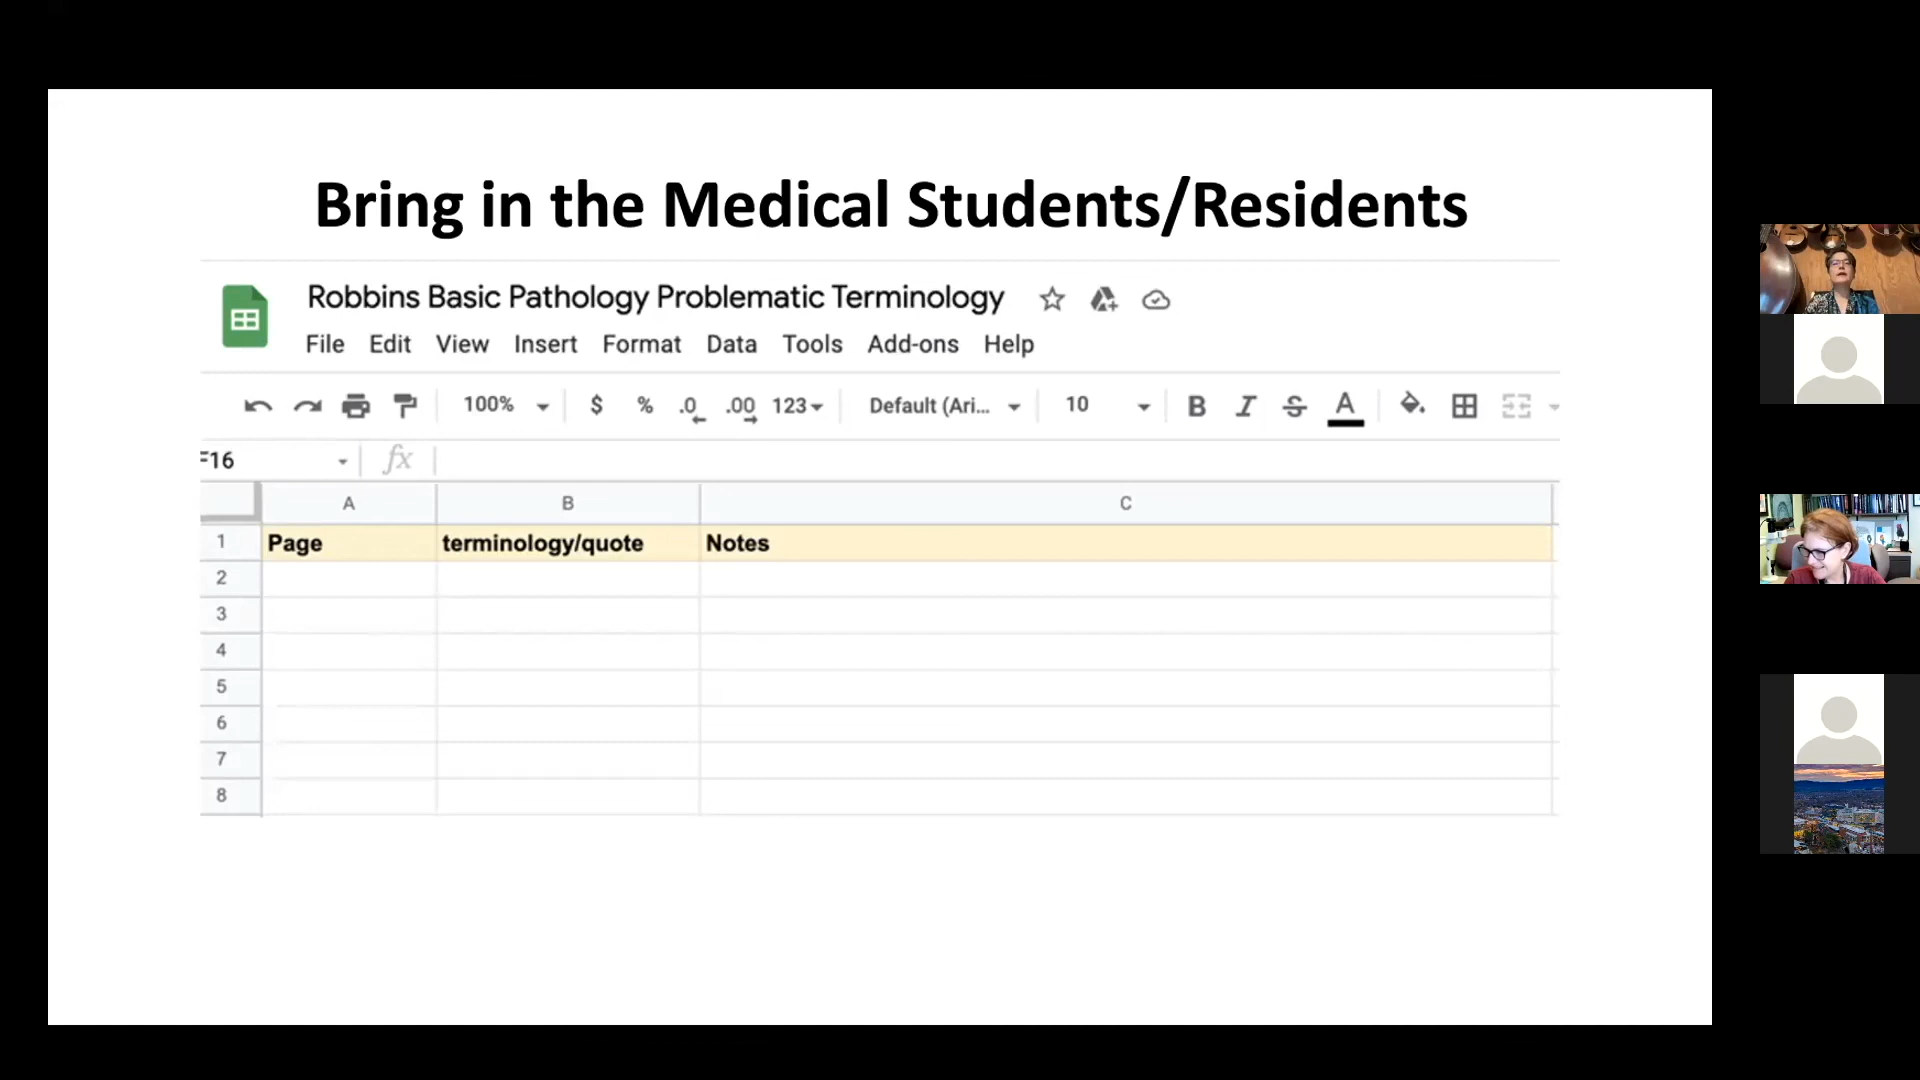 Bring in the Medical Students/Residents
Robbins Basic Pathology Problematic Terminology
File Edit View Insert Format Data Tools Add-ons Help
100% $ % .0 .00 123 Default (Ari... 10 B I S A
F16 fx
A B C
1 Page terminology/quote Notes
2
3
4
5
6
7
8